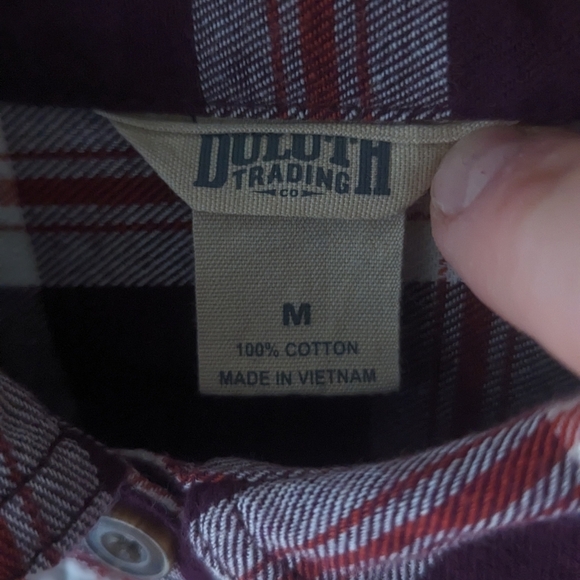 DULUTH
TRADING
CO
M
100% COTTON
MADE IN VIETNAM